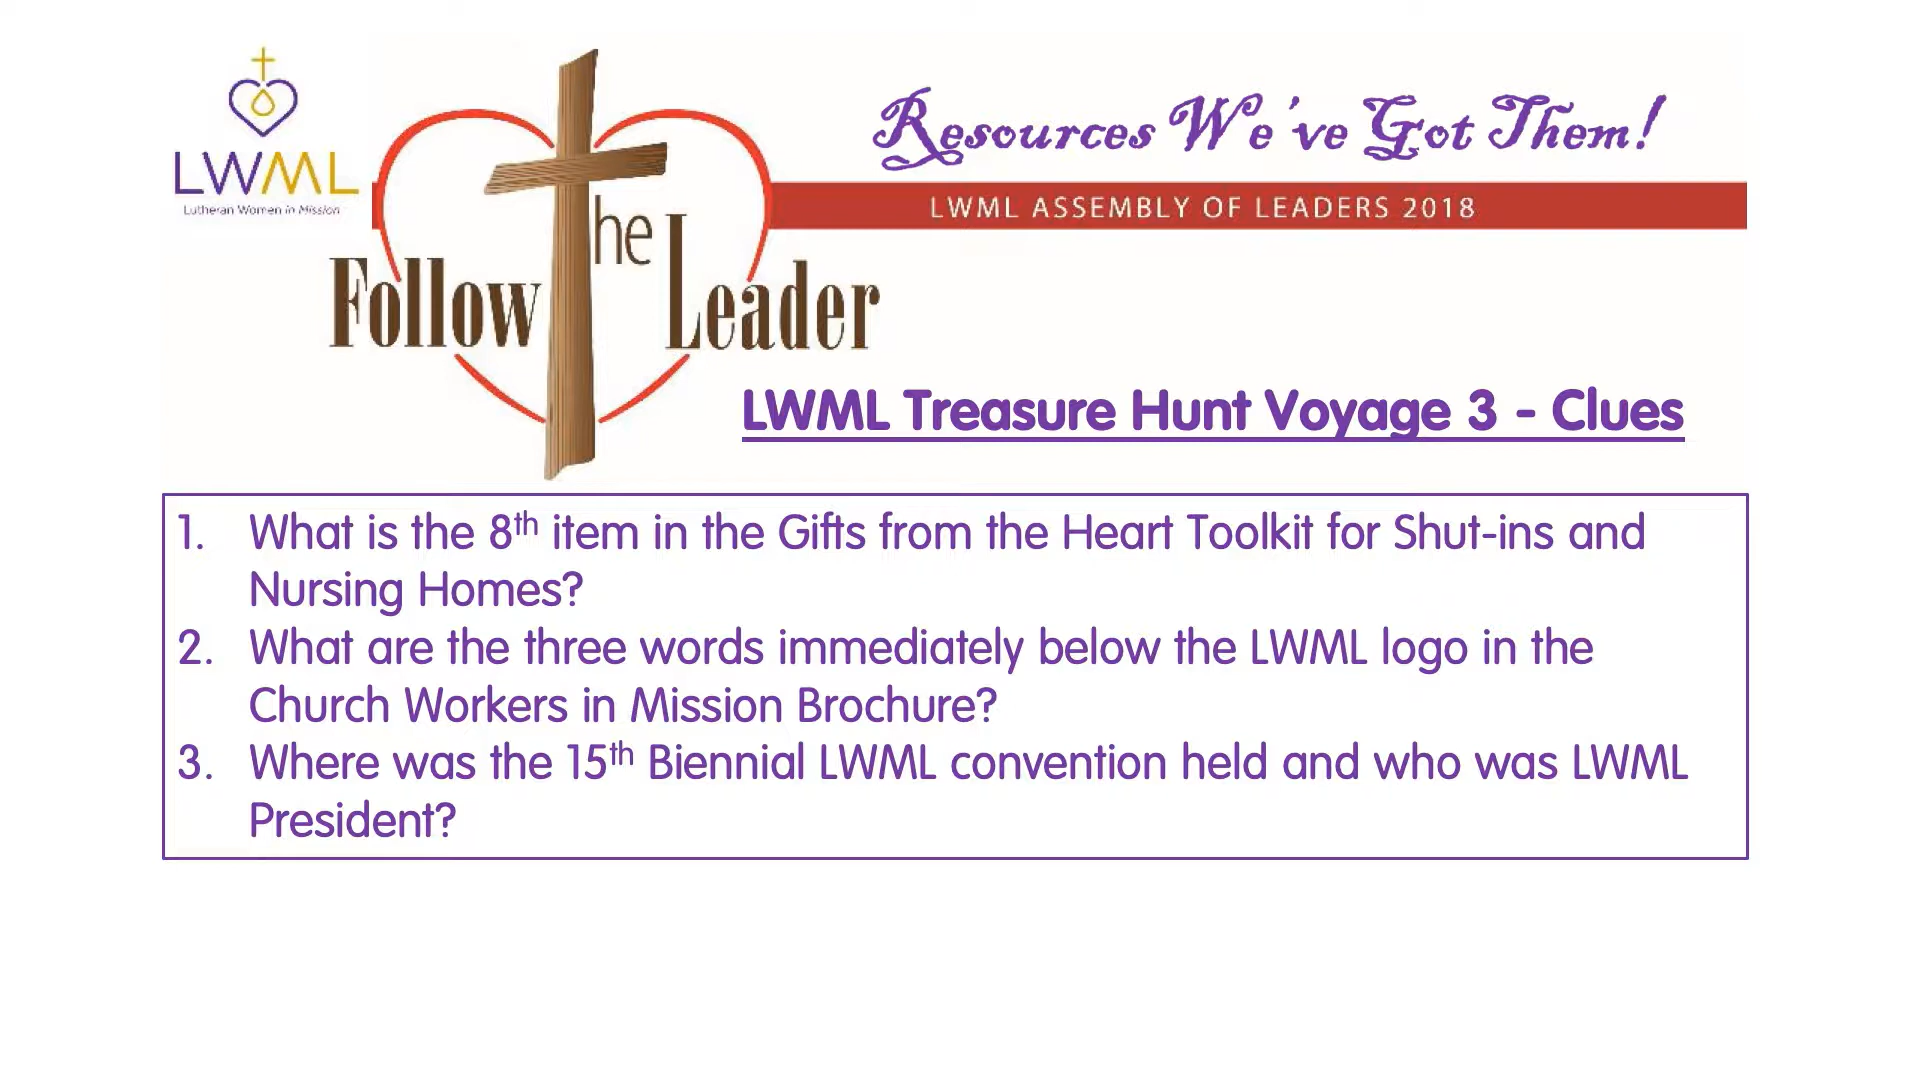 Resources We've Got Them!
LWML
Lutheran Women in Mission
LWML ASSEMBLY OF LEADERS 2018
Follow The Leader
LWML Treasure Hunt Voyage 3 - Clues
1. What is the 8th item in the Gifts from the Heart Toolkit for Shut-ins and
Nursing Homes?
2. What are the three words immediately below the LWML logo in the
Church Workers in Mission Brochure?
3. Where was the 15th Biennial LWML convention held and who was LWML
President?